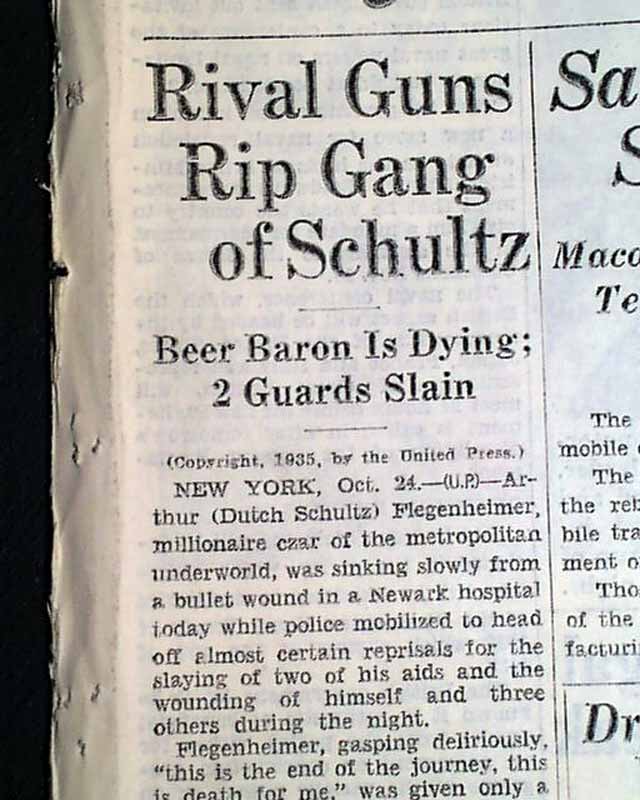 Rival Guns
Rip Gang
of Schultz
Beer Baron Is Dying;
2 Guards Slain
(Copyright, 1935, by the United Press.)
NEW YORK, Oct. 24.—(U.P.)—Ar-
thur (Dutch Schultz) Flegenheimer,
millionaire czar of the metropolitan
underworld, was sinking slowly from
a bullet wound in a Newark hospital
today while police mobilized to head
off almost certain reprisals for the
slaying of two of his aids and the
wounding of himself and three
others during the night.
Flegenheimer, gasping deliriously,
"this is the end of the journey, this
is death for me," was given only a
Sa
S
Maco
Te
The
mobile
The
the reb
bile tra
ment o
Tho
of the
facturi
Dr